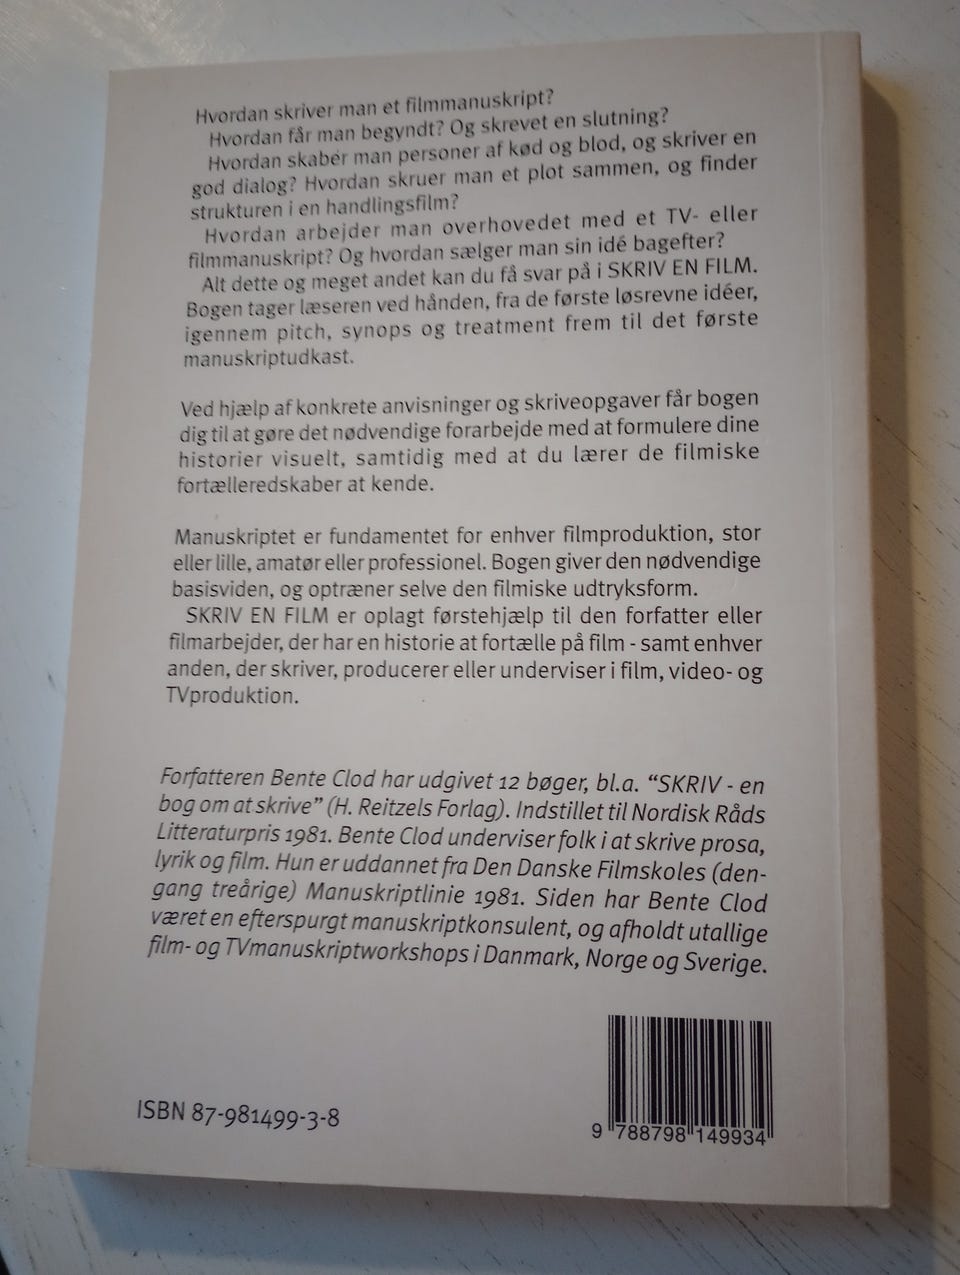 Hvordan skriver man et filmmanuskript?
Hvordan får man begyndt? Og skrevet en slutning?
Hvordan skaber man personer af kød og blod, og skriver en
god dialog? Hvordan skruer man et plot sammen, og finder
strukturen i en handlingsfilm?
Hvordan arbejder man overhovedet med et TV- eller
filmmanuskript? Og hvordan sælger man sin idé bagefter?
Alt dette og meget andet kan du få svar på i SKRIV EN FILM.
Bogen tager læseren ved hånden, fra de første løsrevne idéer,
igennem pitch, synops og treatment frem til det første
manuskriptudkast.
Ved hjælp af konkrete anvisninger og skriveopgaver får bogen
dig til at gøre det nødvendige forarbejde med at formulere dine
historier visuelt, samtidig med at du lærer de filmiske
fortælleredskaber at kende.
Manuskriptet er fundamentet for enhver filmproduktion, stor
eller lille, amatør eller professionel. Bogen giver den nødvendige
basisviden, og optræner selve den filmiske udtryksform.
SKRIV EN FILM er oplagt førstehjælp til den forfatter eller
filmarbejder, der har en historie at fortælle på film - samt enhver
anden, der skriver, producerer eller underviser i film, video- og
TVproduktion.
Forfatteren Bente Clod har udgivet 12 bøger, bl.a. “SKRIV - en
bog om at skrive” (H. Reitzels Forlag). Indstillet til Nordisk Råds
Litteraturpris 1981. Bente Clod underviser folk i at skrive prosa,
lyrik og film. Hun er uddannet fra Den Danske Filmskoles (den-
gang treårige) Manuskriptlinie 1981. Siden har Bente Clod
været en efterspurgt manuskriptkonsulent, og afholdt utallige
film- og TVmanuskriptworkshops i Danmark, Norge og Sverige.
ISBN 87-981499-3-8
9 788798 149934